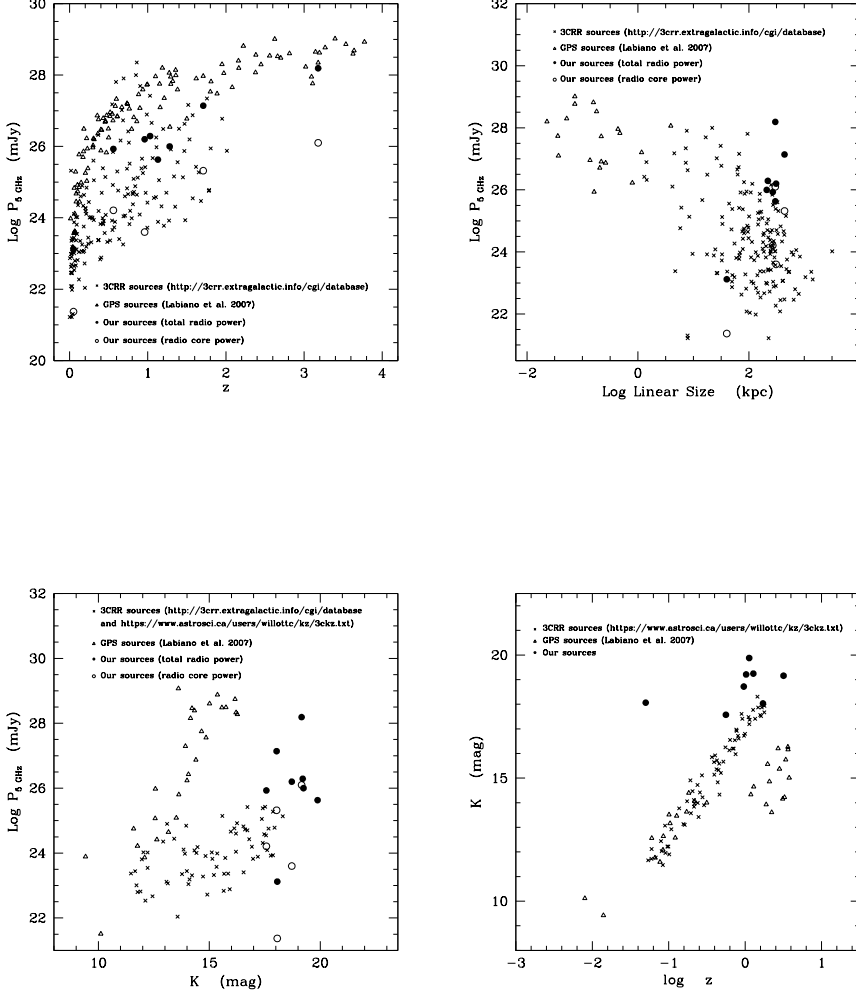 30
28
26
24
22
20
Log P5 GHz (mJy)
× 3CRR sources (http://3crr.extragalactic.info/cgi/database)
▵ GPS sources (Labiano et al. 2007)
• Our sources (total radio power)
○ Our sources (radio core power)
0 1 2 3 4
z
32
30
28
26
24
22
Log P5 GHz (mJy)
× 3CRR sources (http://3crr.extragalactic.info/cgi/database)
▵ GPS sources (Labiano et al. 2007)
• Our sources (total radio power)
○ Our sources (radio core power)
−2 0 2
Log Linear Size (kpc)
32
30
28
26
24
22
Log P5 GHz (mJy)
× 3CRR sources (http://3crr.extragalactic.info/cgi/database
and https://www.astrosci.ca/users/willottc/kz/3ckz.txt)
▵ GPS sources (Labiano et al. 2007)
• Our sources (total radio power)
○ Our sources (radio core power)
10 15 20
K (mag)
20
15
10
K (mag)
× 3CRR sources (https://www.astrosci.ca/users/willottc/kz/3ckz.txt)
▵ GPS sources (Labiano et al. 2007)
• Our sources
−3 −2 −1 0 1
log z